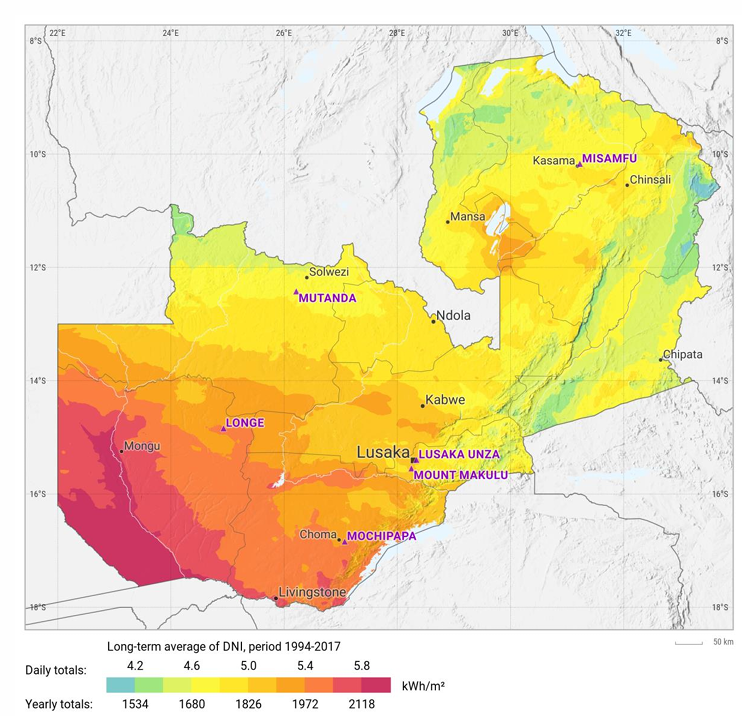 22°E 24°E 26°E 28°E 30°E 32°E
8°S 8°S
10°S 10°S
Kasama MISAMFU
Chinsali
Mansa
12°S 12°S
Solwezi
MUTANDA
Ndola
Chipata
14°S 14°S
Kabwe
LONGE
Mongu
Lusaka LUSAKA UNZA
MOUNT MAKULU
16°S 16°S
Choma MOCHIPAPA
Livingstone
18°S 18°S
50 km
Long-term average of DNI, period 1994-2017
Daily totals: 4.2 4.6 5.0 5.4 5.8
kWh/m²
Yearly totals: 1534 1680 1826 1972 2118